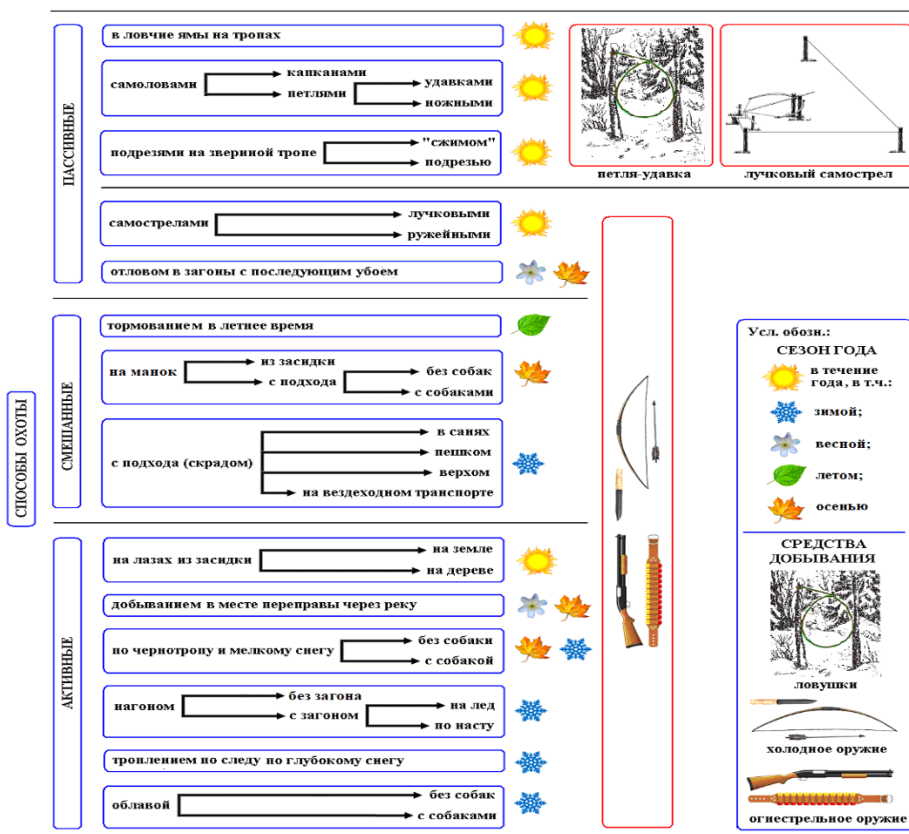 СПОСОБЫ ОХОТЫ
ПАССИВНЫЕ
в ловчие ямы на тропах
самоловами
капканами
петлями
удавками
ножными
подрезями на звериной тропе
"сжимом"
подрезью
петля-удавка
лучковый самострел
самострелами
лучковыми
ружейными
отловом в загоны с последующим убоем
СМЕШАННЫЕ
тормованием в летнее время
на манок
из засидки
с подхода
без собак
с собаками
с подхода (скрадом)
в санях
пешком
верхом
на вездеходном транспорте
АКТИВНЫЕ
на лазах из засидки
на земле
на дереве
добыванием в месте переправы через реку
по чернотропу и мелкому снегу
без собаки
с собакой
нагоном
без загона
с загоном
на лед
по насту
троплением по следу по глубокому снегу
облавой
без собак
с собаками
Усл. обозн.:
СЕЗОН ГОДА
в течение
года, в т.ч.:
зимой;
весной;
летом;
осенью
СРЕДСТВА
ДОБЫВАНИЯ
ловушки
холодное оружие
огнестрельное оружие